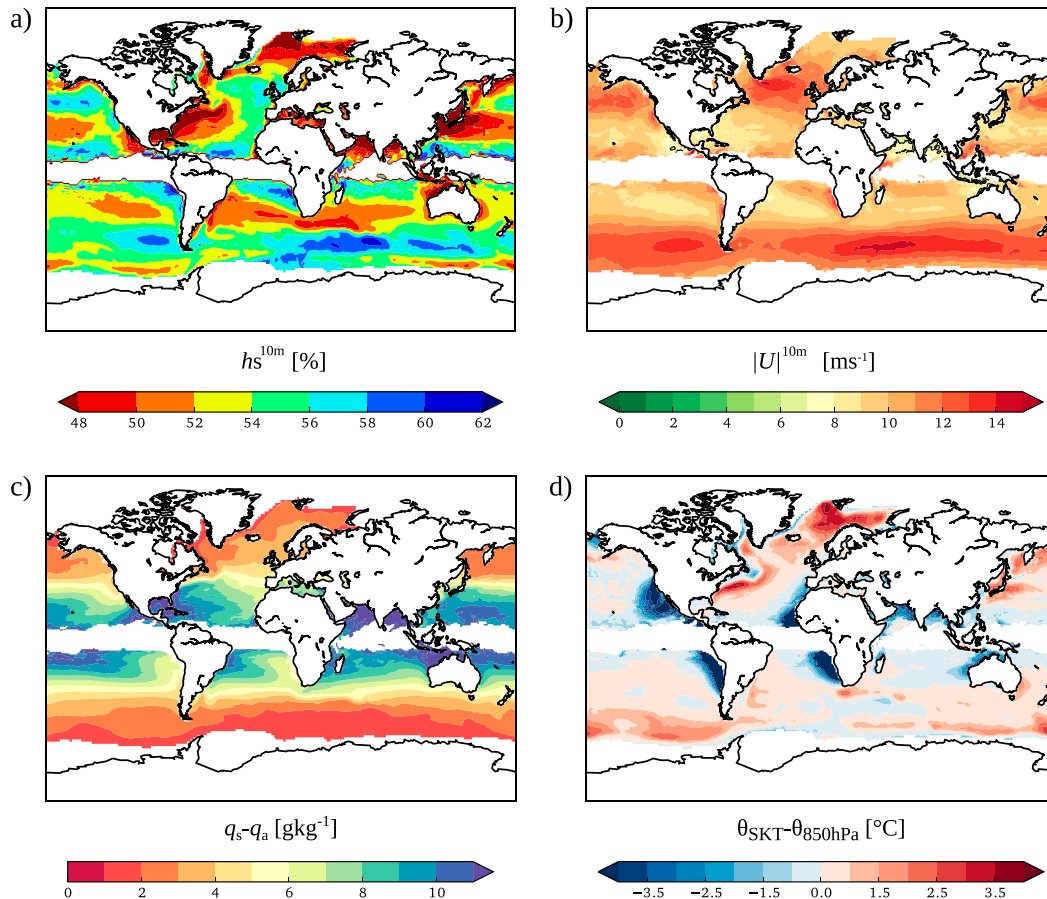 a)
b)
hs10m [%]
|U|10m [ms-1]
48 50 52 54 56 58 60 62
0 2 4 6 8 10 12 14
c)
d)
qs-qa [gkg-1]
θSKT-θ850hPa [°C]
0 2 4 6 8 10
−3.5 −2.5 −1.5 0.0 1.5 2.5 3.5